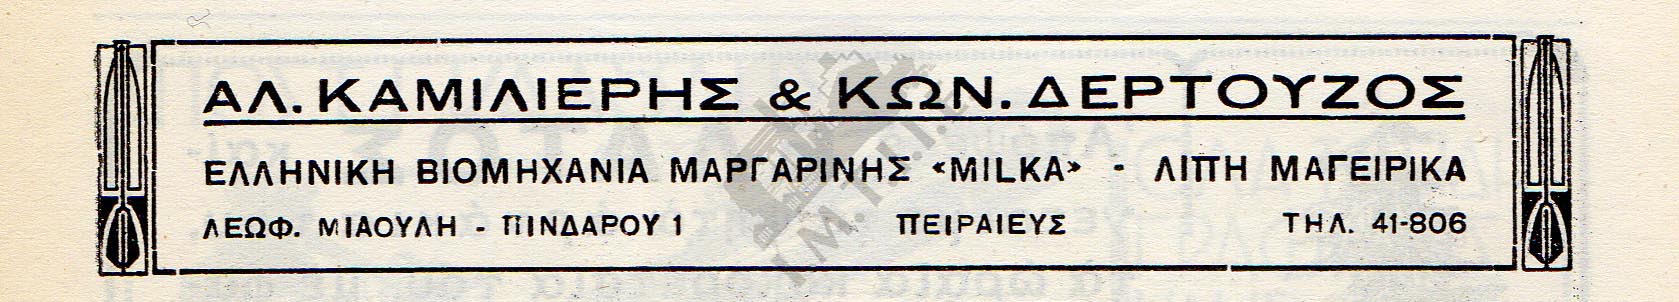 ΑΛ. ΚΑΜΙΛΙΕΡΗΣ & ΚΩΝ. ΔΕΡΤΟΥΖΟΣ
ΕΛΛΗΝΙΚΗ ΒΙΟΜΗΧΑΝΙΑ ΜΑΡΓΑΡΙΝΗΣ «MILKA» - ΛΙΠΗ ΜΑΓΕΙΡΙΚΑ
ΛΕΩΦ. ΜΙΑΟΥΛΗ - ΠΙΝΔΑΡΟΥ 1 ΠΕΙΡΑΙΕΥΣ ΤΗΛ. 41-806